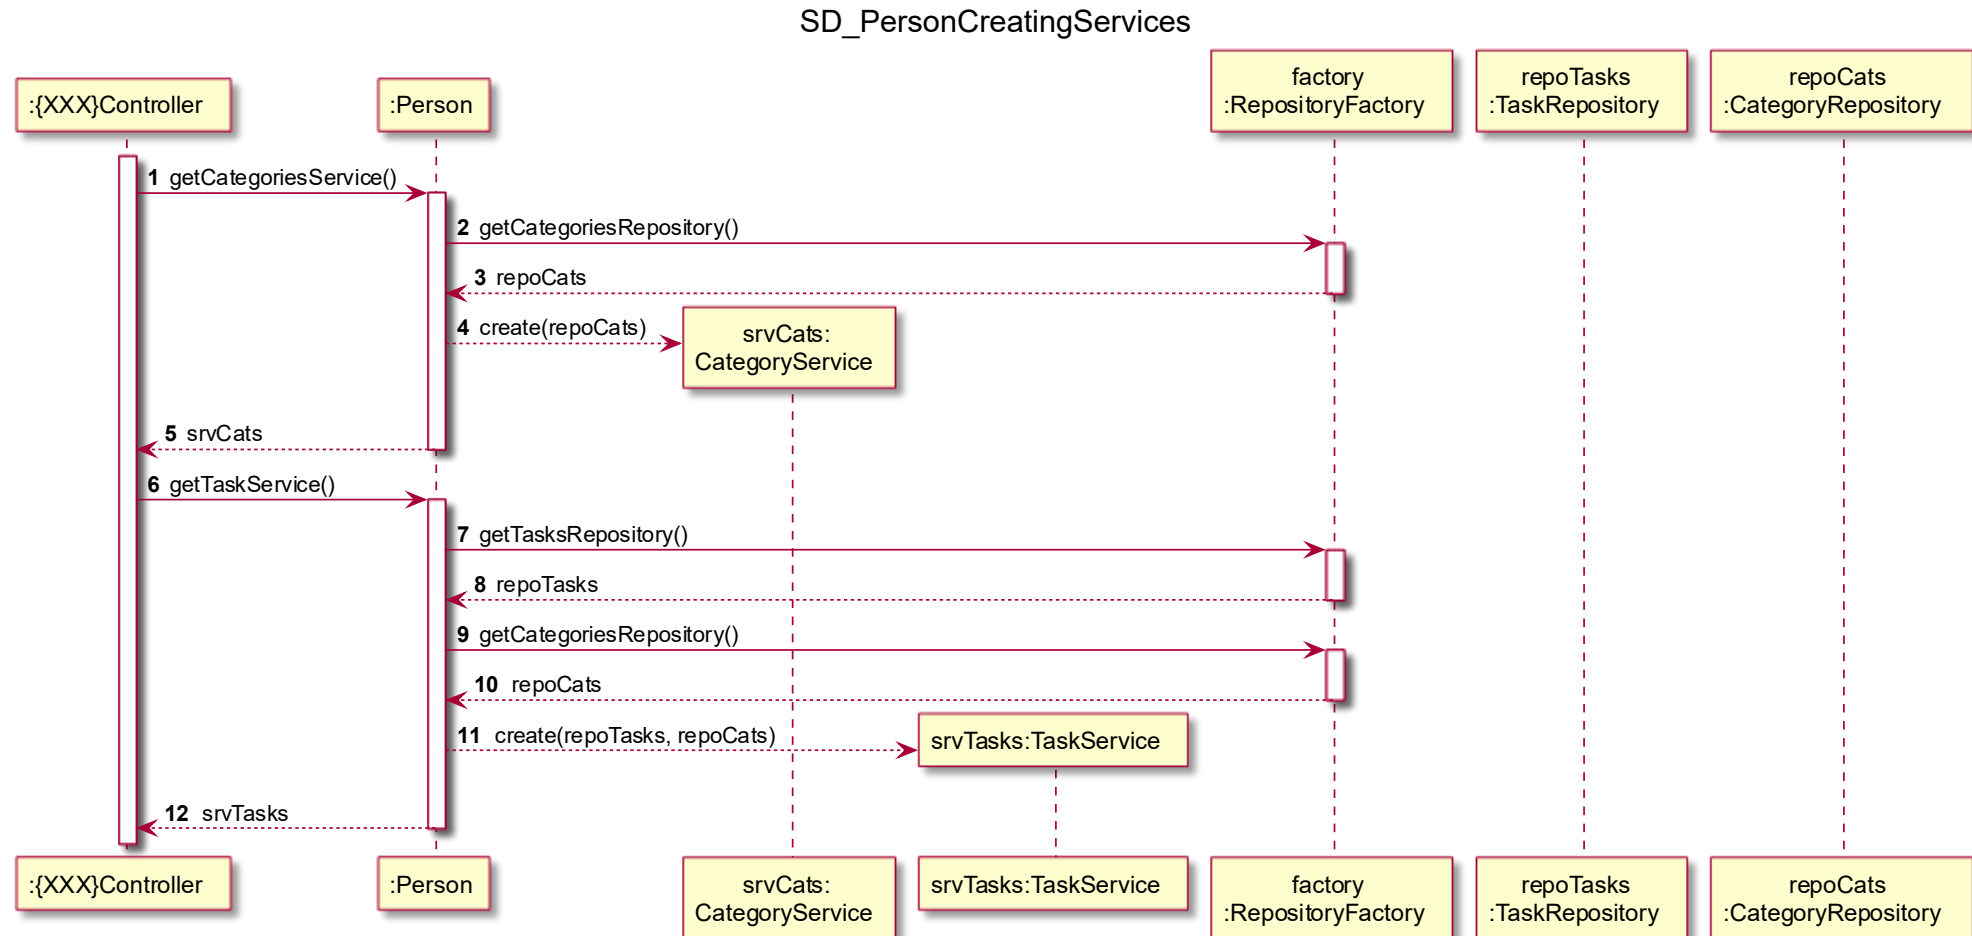 SD_PersonCreatingServices
:{XXX}Controller
:Person
factory
:RepositoryFactory
repoTasks
:TaskRepository
repoCats
:CategoryRepository
1 getCategoriesService()
2 getCategoriesRepository()
3 repoCats
4 create(repoCats)
srvCats:
CategoryService
5 srvCats
6 getTaskService()
7 getTasksRepository()
8 repoTasks
9 getCategoriesRepository()
10 repoCats
11 create(repoTasks, repoCats)
srvTasks:TaskService
12 srvTasks
:{XXX}Controller
:Person
srvCats:
CategoryService
srvTasks:TaskService
factory
:RepositoryFactory
repoTasks
:TaskRepository
repoCats
:CategoryRepository